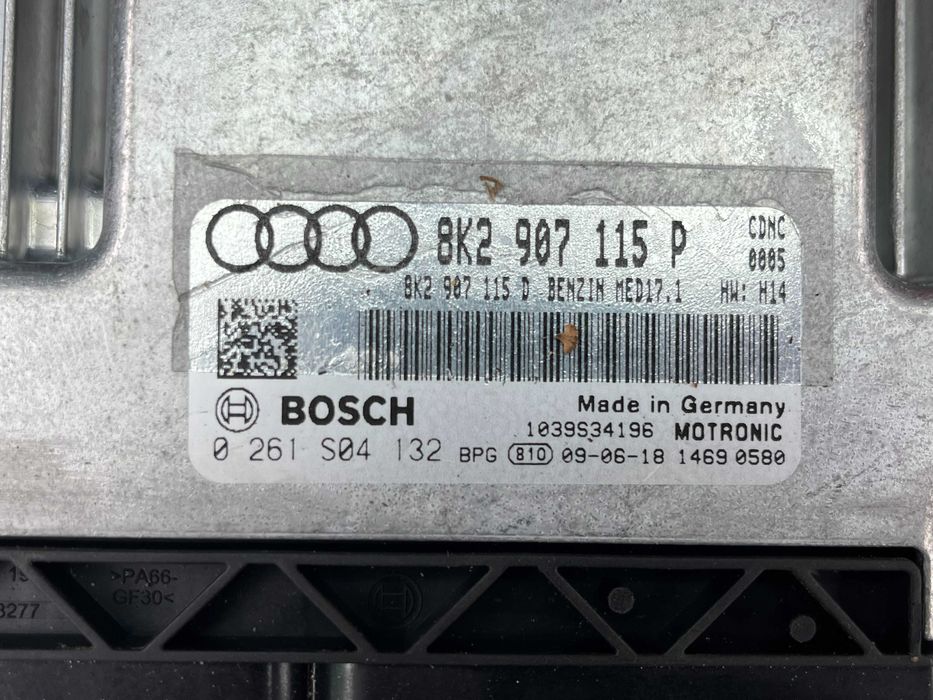 8K2 907 115 P CDNC
0005
8K2 907 115 D BENZIN MED17.1 HW: H14
BOSCH Made in Germany
1039S34196 MOTRONIC
0 261 S04 132 BPG 810 09-06-18 1469 0580
>PA66-
GF30<
3277